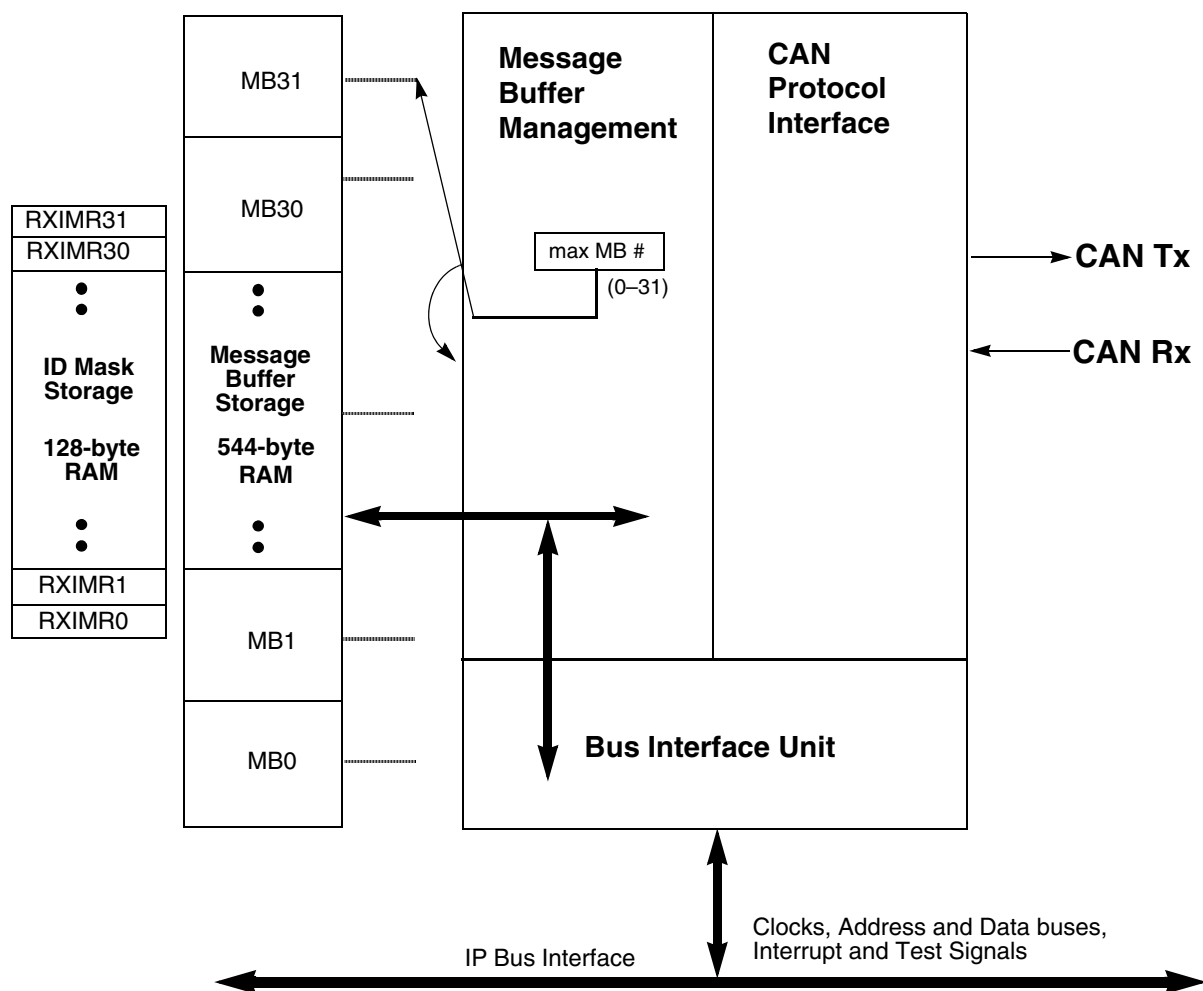 RXIMR31
RXIMR30
ID Mask
Storage
128-byte
RAM
RXIMR1
RXIMR0
MB31
MB30
Message
Buffer
Storage
544-byte
RAM
MB1
MB0
Message
Buffer
Management
max MB #
(0–31)
CAN
Protocol
Interface
CAN Tx
CAN Rx
Bus Interface Unit
Clocks, Address and Data buses,
Interrupt and Test Signals
IP Bus Interface